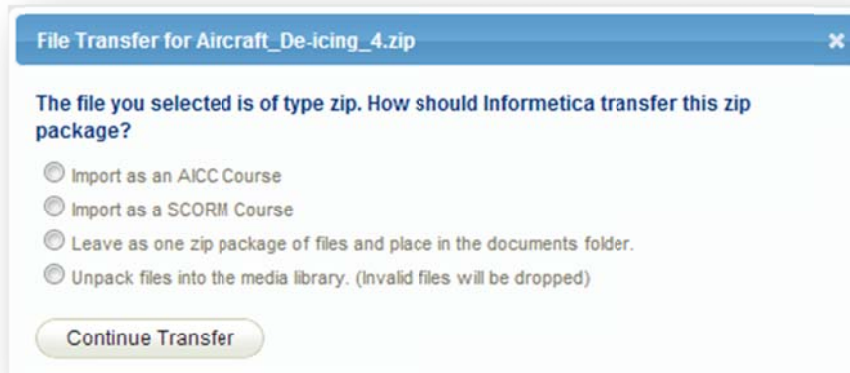 File Transfer for Aircraft_De-icing_4.zip
The file you selected is of type zip. How should Informetica transfer this zip
package?
Import as an AICC Course
Import as a SCORM Course
Leave as one zip package of files and place in the documents folder.
Unpack files into the media library. (Invalid files will be dropped)
Continue Transfer